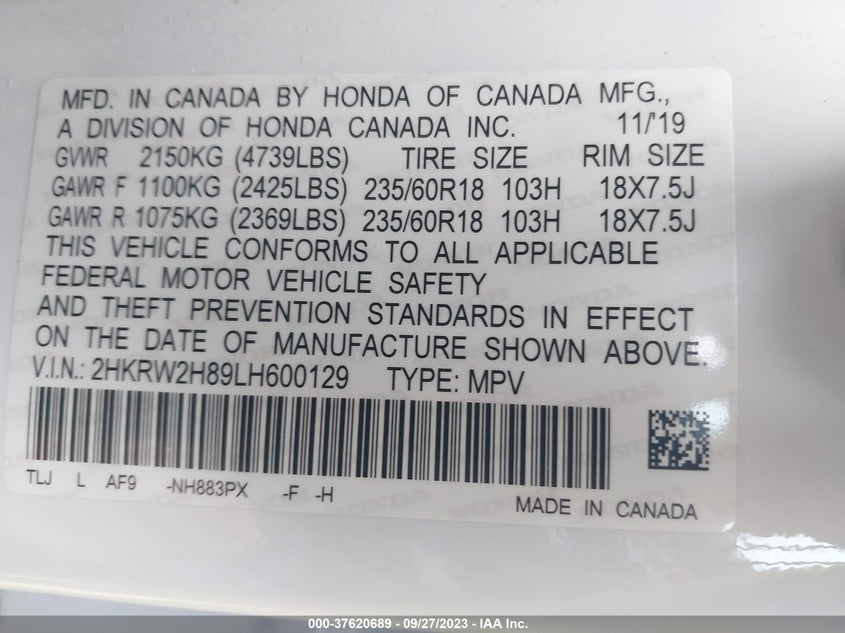 MFD. IN CANADA BY HONDA OF CANADA MFG.,
A DIVISION OF HONDA CANADA INC. 11/'19
GVWR 2150KG (4739LBS) TIRE SIZE RIM SIZE
GAWR F 1100KG (2425LBS) 235/60R18 103H 18X7.5J
GAWR R 1075KG (2369LBS) 235/60R18 103H 18X7.5J
THIS VEHICLE CONFORMS TO ALL APPLICABLE
FEDERAL MOTOR VEHICLE SAFETY
AND THEFT PREVENTION STANDARDS IN EFFECT
ON THE DATE OF MANUFACTURE SHOWN ABOVE.
V.I.N.: 2HKRW2H89LH600129 TYPE: MPV
TLJ L AF9 -NH883PX -F -H
MADE IN CANADA
000-37620689 - 09/27/2023 - IAA Inc.